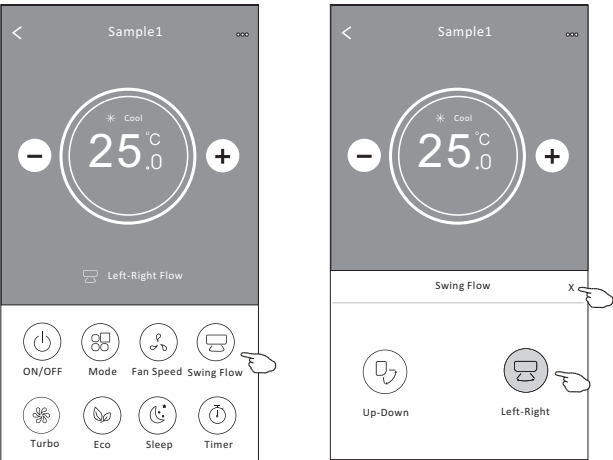 Sample1
Cool
25.0 °C
Left-Right Flow
ON/OFF Mode Fan Speed Swing Flow
Turbo Eco Sleep Timer
Sample1
Cool
25.0 °C
Swing Flow X
Up-Down Left-Right